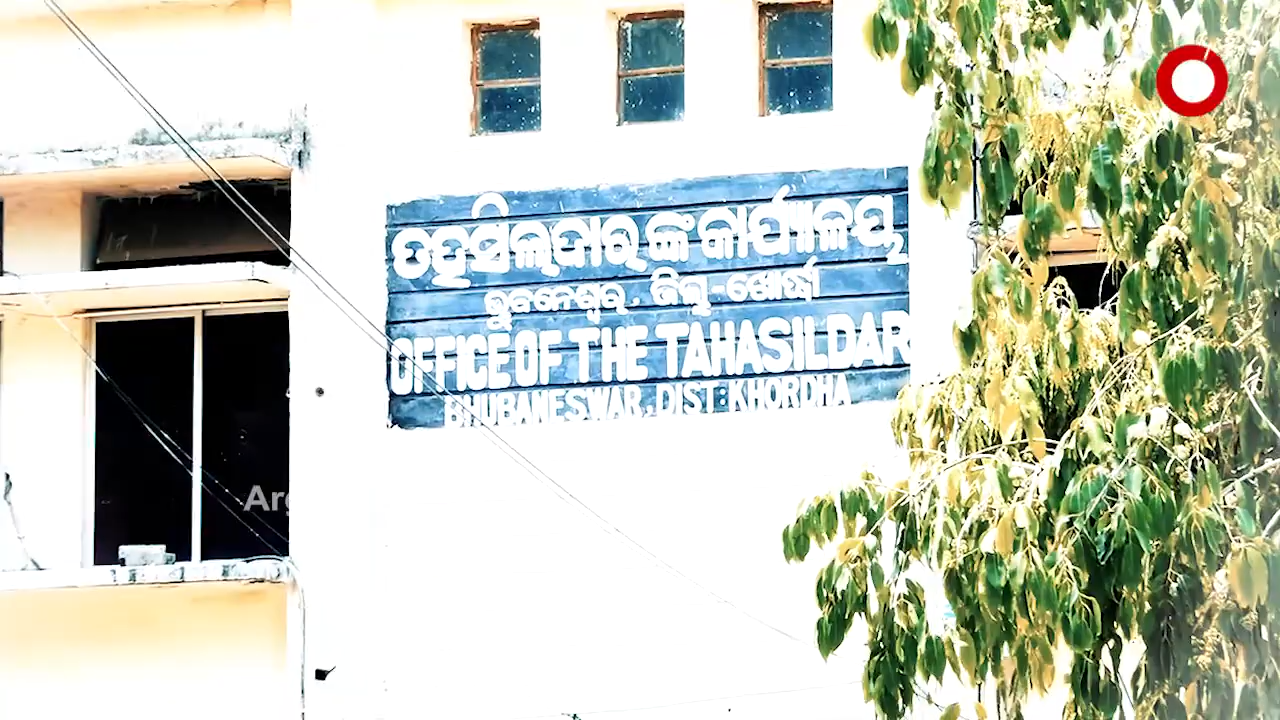 ତହସିଲଦାରଙ୍କ କାର୍ଯ୍ୟାଳୟ
ଭୁବନେଶ୍ୱର . ଜିଲ୍ଲା - ଖୋର୍ଦ୍ଧା
OFFICE OF THE TAHASILDAR
BHUBANESWAR, DIST: KHORDHA